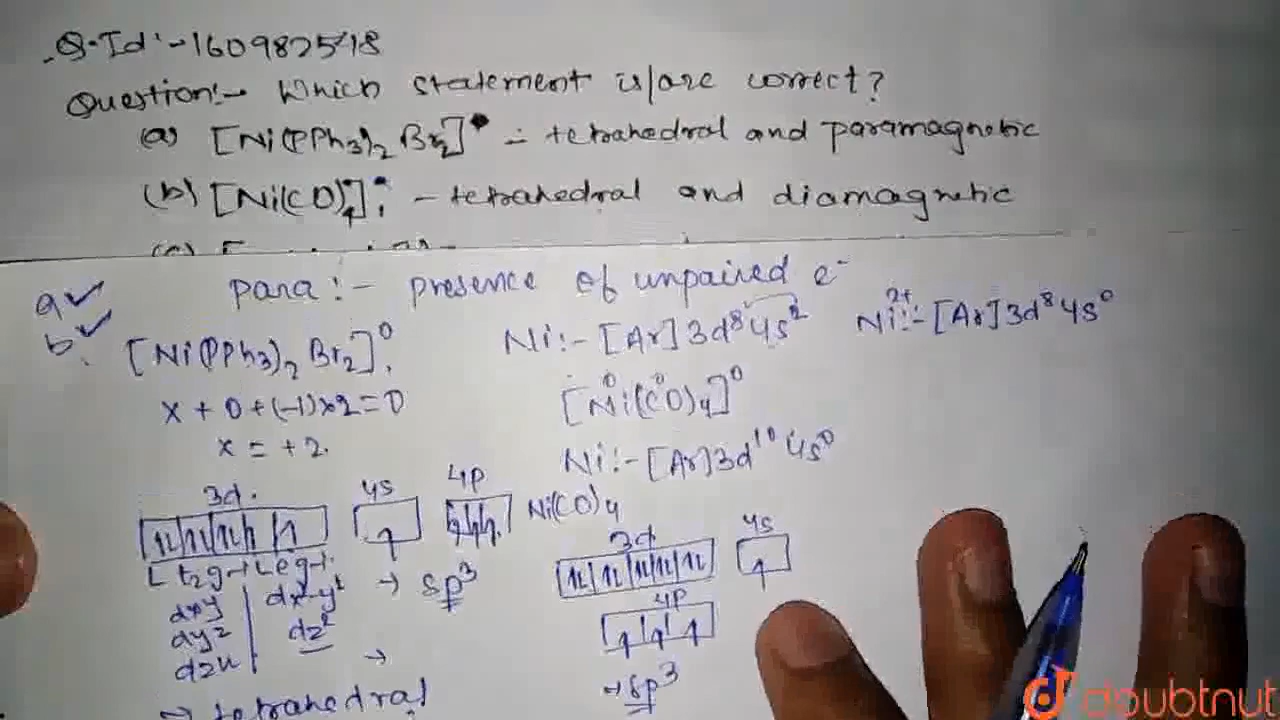 Q.Id:-160982518
Question:- Which statement is/are correct?
(a) [Ni(PPh3)2 Br2] - tetrahedral and paramagnetic
(b) [Ni(CO)4]; - tetrahedral and diamagnetic
a ✓
b. ✓
Para:- presence of unpaired e-
[Ni(PPh3)2 Br2]0,
x + 0 + (-1)x2 = 0
x = +2.
Ni:- [Ar] 3d8 4s2
Ni2+:- [Ar] 3d8 4s0
[Ni(CO)4]0
Ni:- [Ar] 3d10 4s0
3d. 4s 4p
t2g eg
dxy dx2-y2
dyz dz2
dzx
→ sp3
→
→ tetrahedral
Ni(CO)4
3d 4s
4p
→ sp3
doubtnut